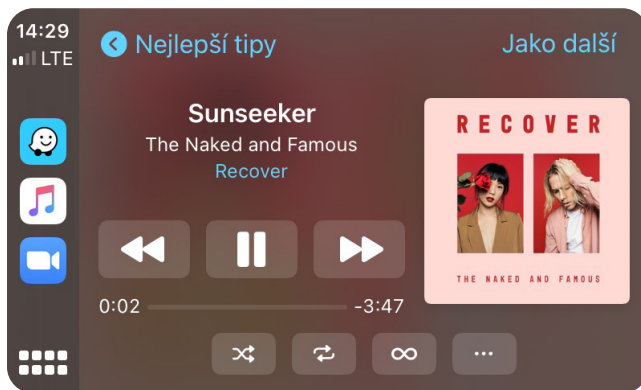 14:29
LTE
Nejlepší tipy
Jako další
Sunseeker
The Naked and Famous
Recover
0:02
-3:47
RECOVER
THE NAKED AND FAMOUS